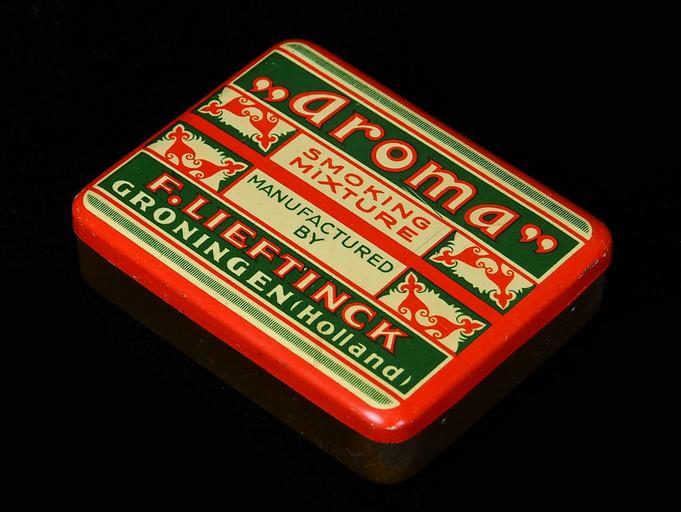 „aroma”
SMOKING
MIXTURE
MANUFACTURED
BY
F. LIEFTINCK
GRONINGEN (Holland)